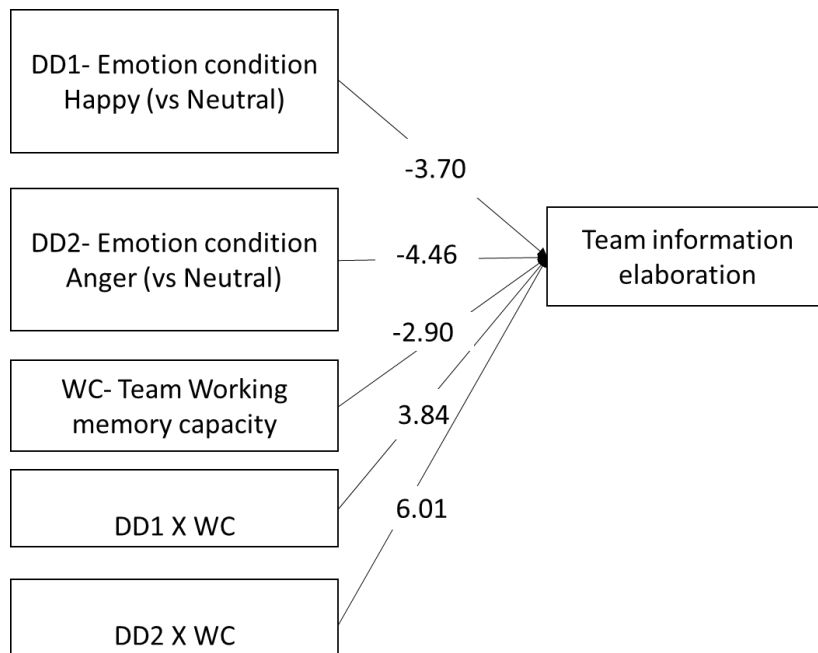 DD1- Emotion condition
Happy (vs Neutral)
-3.70
DD2- Emotion condition
Anger (vs Neutral)
-4.46
Team information
elaboration
-2.90
WC- Team Working
memory capacity
3.84
DD1 X WC
6.01
DD2 X WC